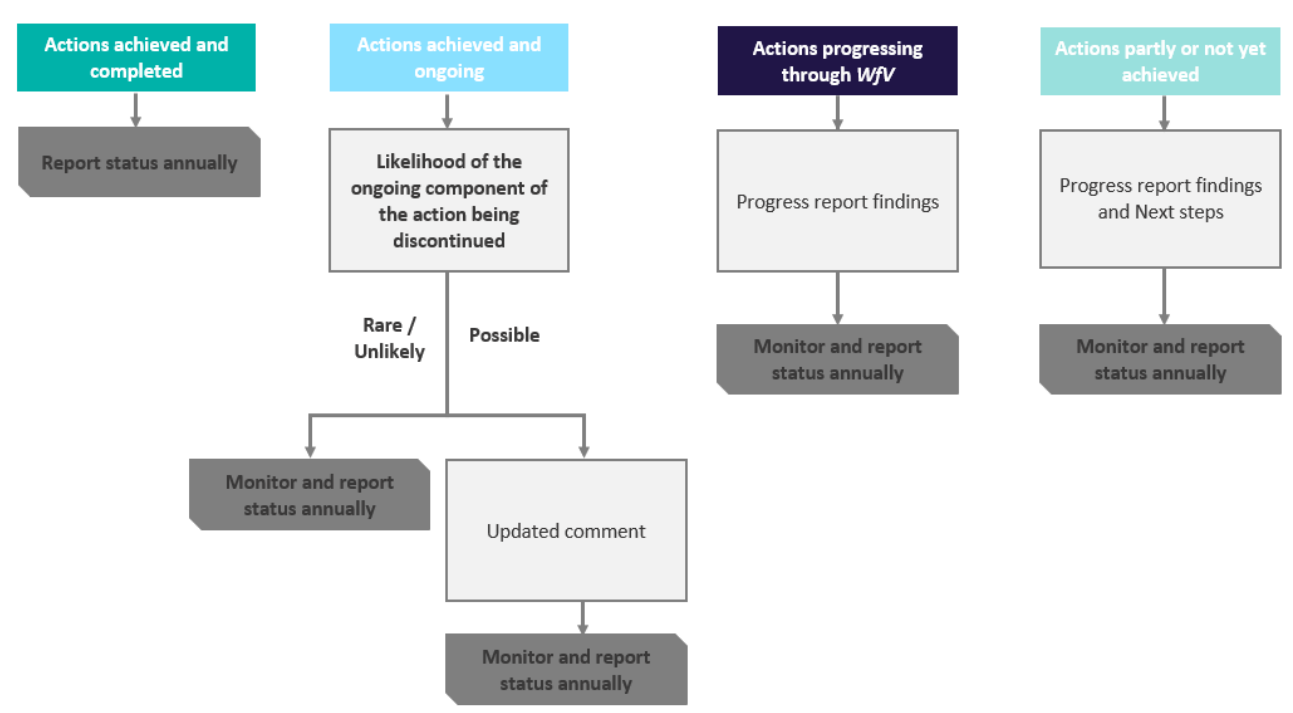 Actions achieved and
completed
Actions achieved and
ongoing
Actions progressing
through WfV
Actions partly or not yet
achieved
Report status annually
Likelihood of the
ongoing component of
the action being
discontinued
Progress report findings
Progress report findings
and Next steps
Rare /
Unlikely
Possible
Monitor and report
status annually
Monitor and report
status annually
Monitor and report
status annually
Updated comment
Monitor and report
status annually